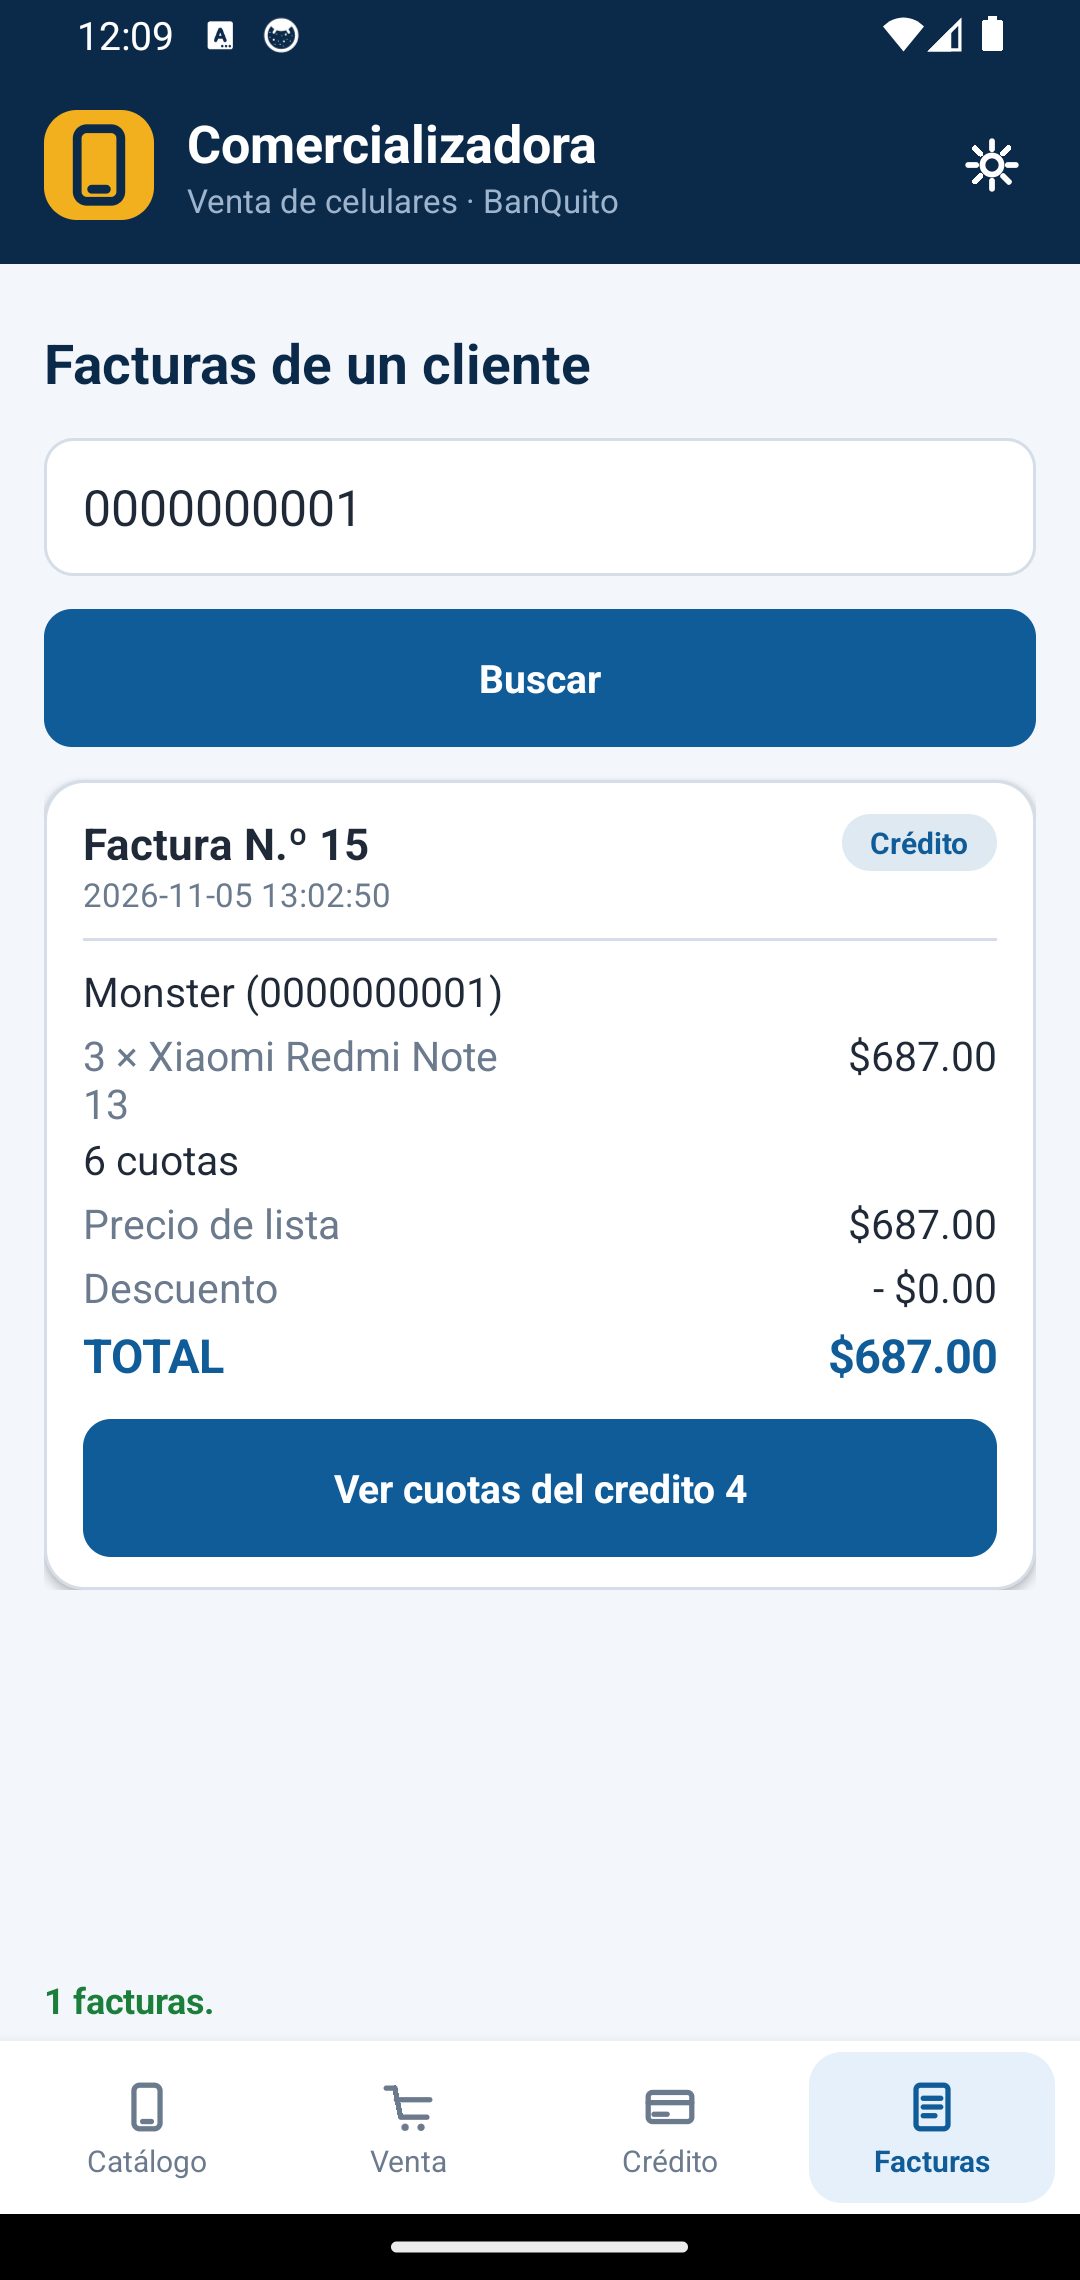 12:09
Comercializadora
Venta de celulares · BanQuito
Facturas de un cliente
0000000001
Buscar
Factura N.º 15
Crédito
2026-11-05 13:02:50
Monster (0000000001)
3 × Xiaomi Redmi Note 
13
$687.00
6 cuotas
Precio de lista
$687.00
Descuento
- $0.00
TOTAL
$687.00
Ver cuotas del credito 4
1 facturas.
Catálogo
Venta
Crédito
Facturas